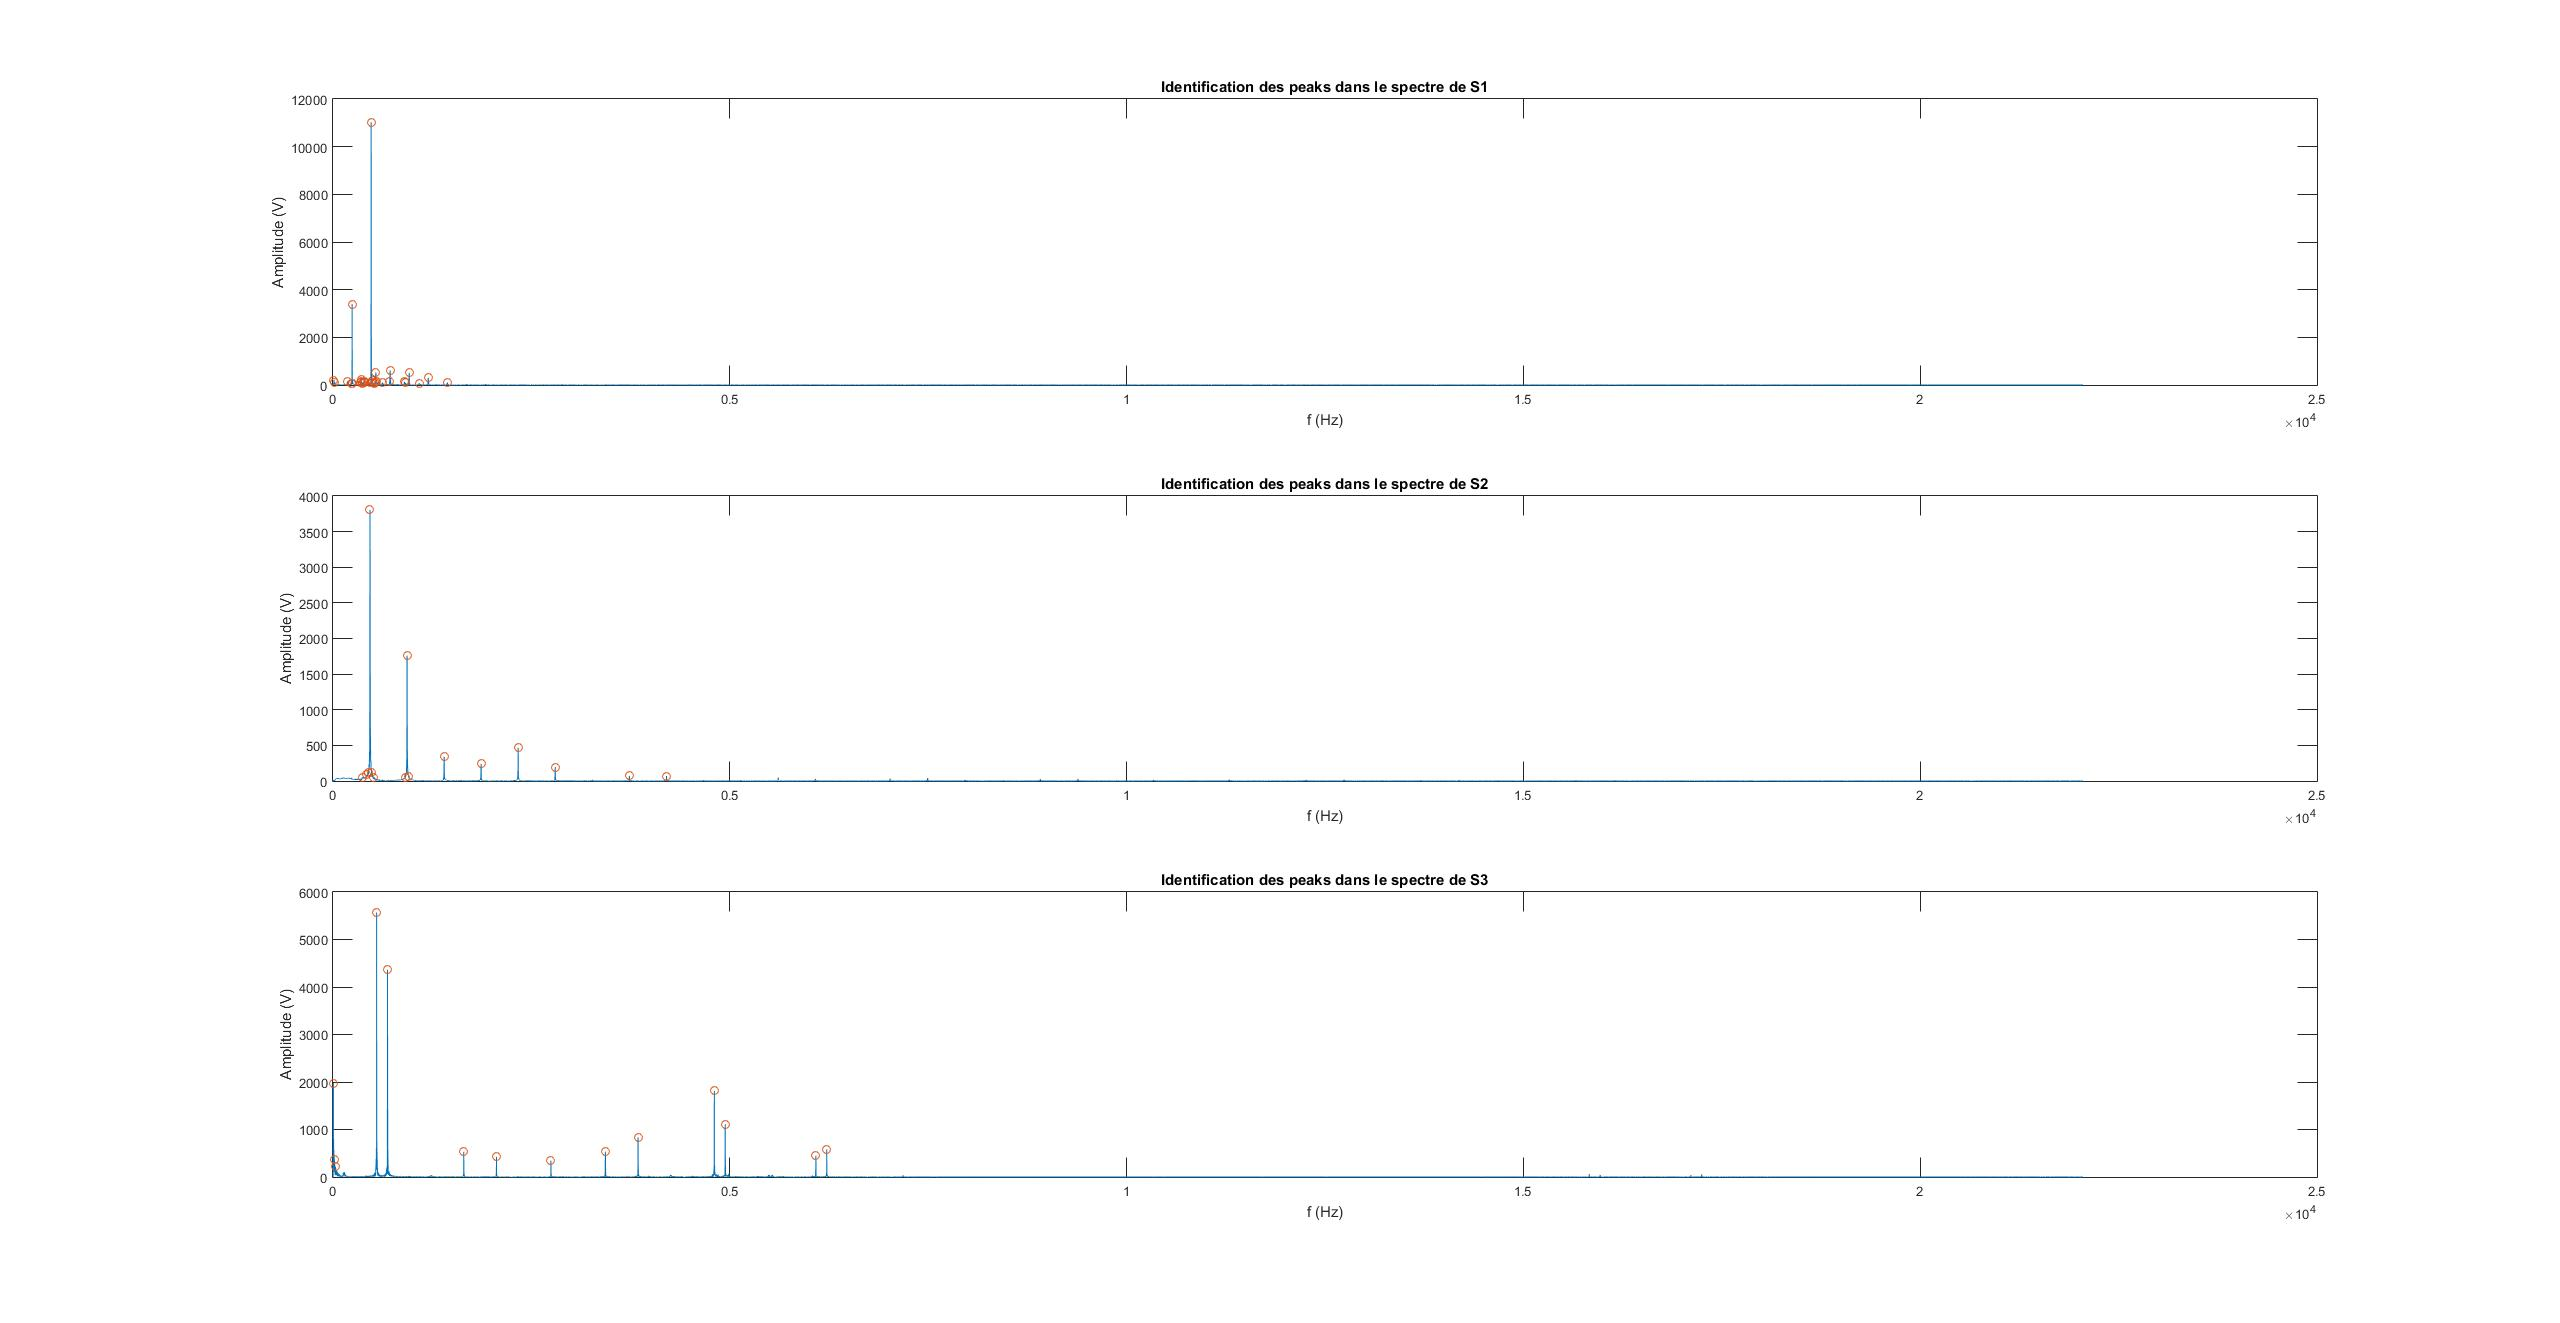 Identification des peaks dans le spectre de S1
12000
10000
8000
6000
4000
2000
0
Amplitude (V)
0 0.5 1 1.5 2 2.5
f (Hz)
×10^4
Identification des peaks dans le spectre de S2
4000
3500
3000
2500
2000
1500
1000
500
0
Amplitude (V)
0 0.5 1 1.5 2 2.5
f (Hz)
×10^4
Identification des peaks dans le spectre de S3
6000
5000
4000
3000
2000
1000
0
Amplitude (V)
0 0.5 1 1.5 2 2.5
f (Hz)
×10^4